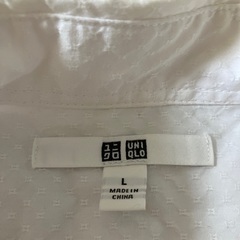 ユニ UNI
クロ QLO
L
MADE IN
CHINA